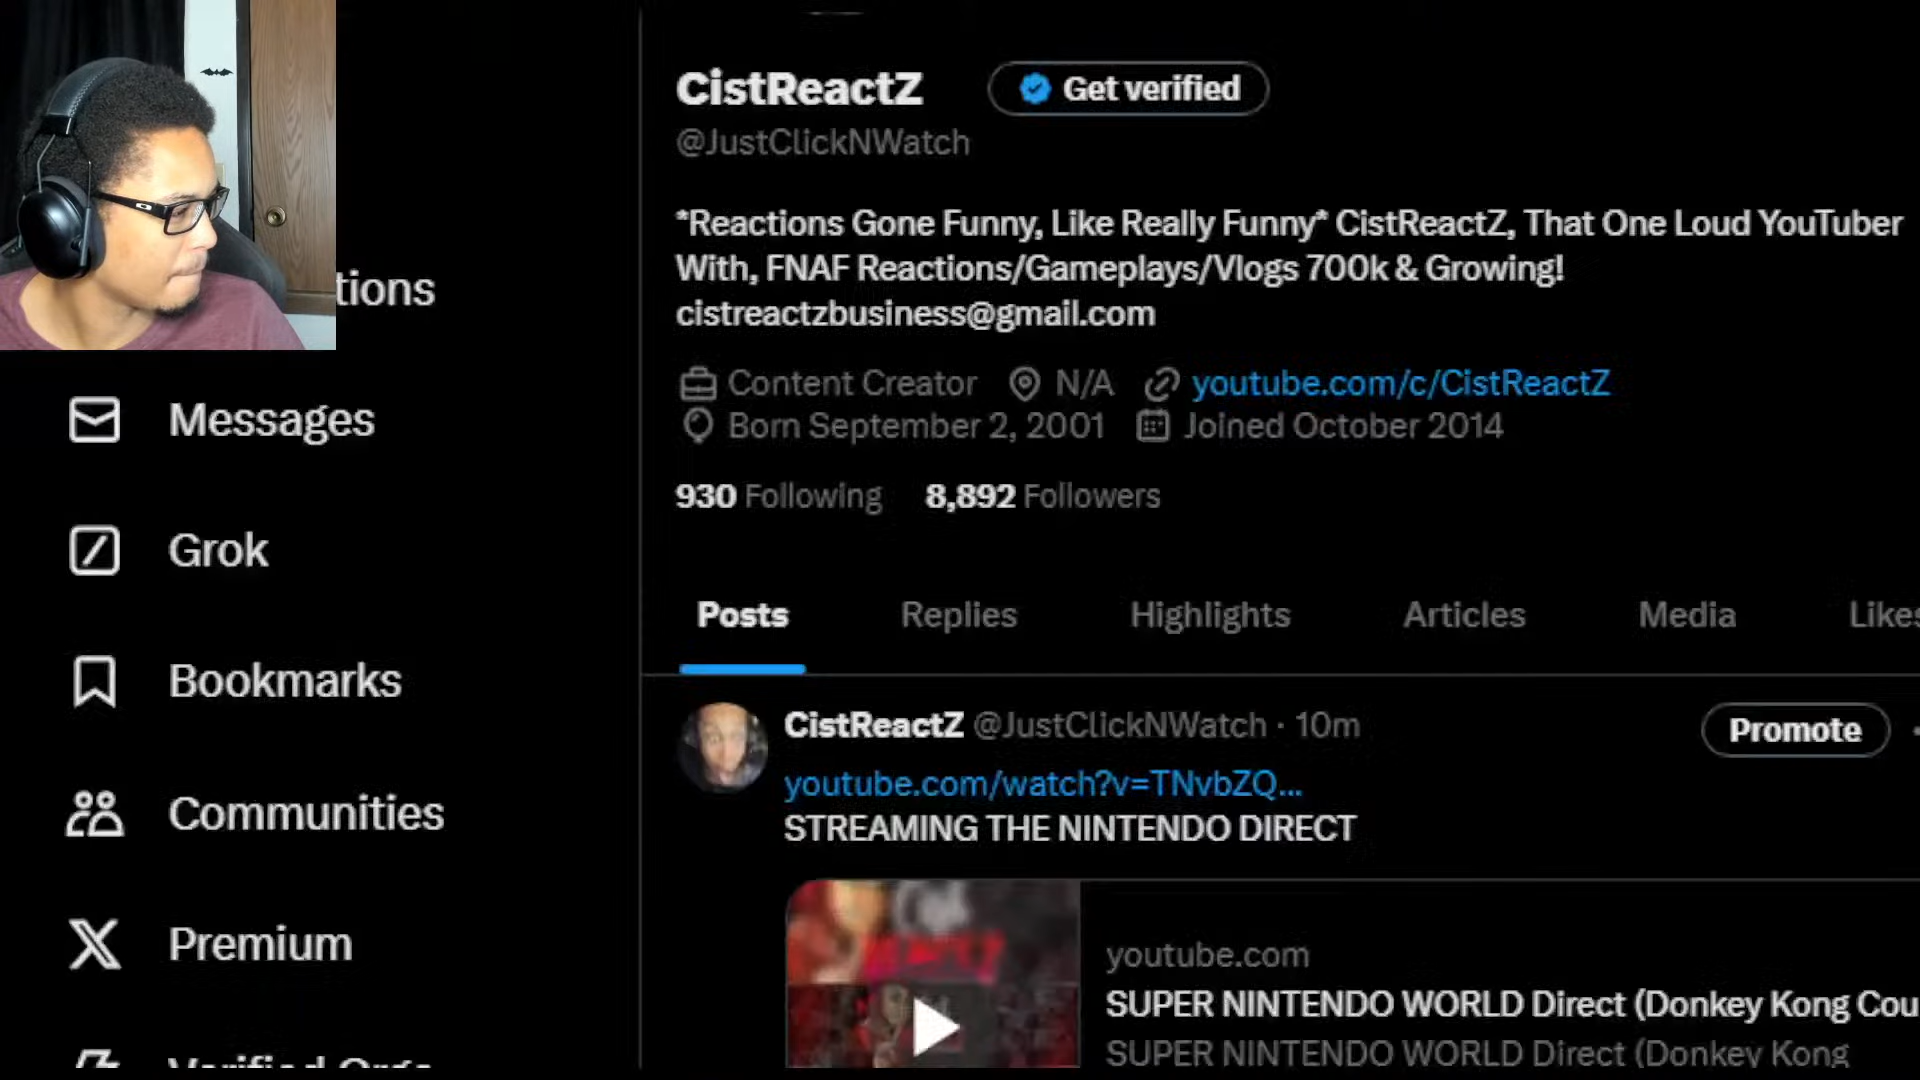 CistReactZ
Get verified
@JustClickNWatch
*Reactions Gone Funny, Like Really Funny* CistReactZ, That One Loud YouTuber
With, FNAF Reactions/Gameplays/Vlogs 700k & Growing!
cistreactzbusiness@gmail.com
Content Creator N/A youtube.com/c/CistReactZ
Born September 2, 2001 Joined October 2014
930 Following 8,892 Followers
Posts Replies Highlights Articles Media Likes
CistReactZ @JustClickNWatch · 10m
Promote
youtube.com/watch?v=TNvbZQ...
STREAMING THE NINTENDO DIRECT
youtube.com
SUPER NINTENDO WORLD Direct (Donkey Kong Cou
SUPER NINTENDO WORLD Direct (Donkey Kong
tions
Messages
Grok
Bookmarks
Communities
Premium
Verified Orgs